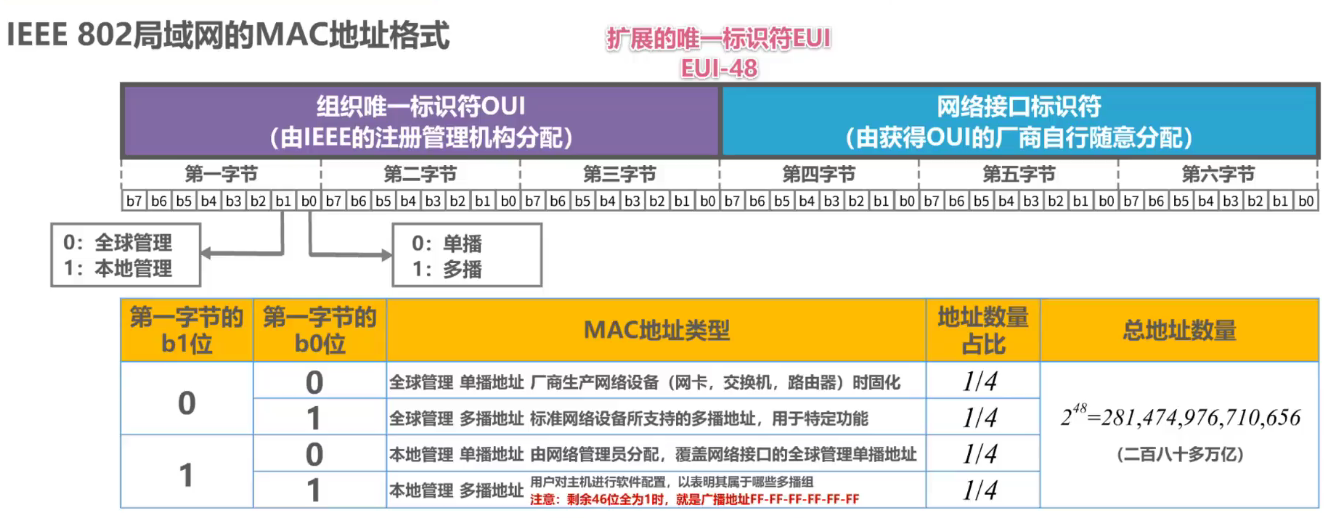 IEEE 802局域网的MAC地址格式
扩展的唯一标识符EUI
EUI-48
组织唯一标识符OUI
（由IEEE的注册管理机构分配）
网络接口标识符
（由获得OUI的厂商自行随意分配）
第一字节 第二字节 第三字节 第四字节 第五字节 第六字节
b7 b6 b5 b4 b3 b2 b1 b0 b7 b6 b5 b4 b3 b2 b1 b0 b7 b6 b5 b4 b3 b2 b1 b0 b7 b6 b5 b4 b3 b2 b1 b0 b7 b6 b5 b4 b3 b2 b1 b0 b7 b6 b5 b4 b3 b2 b1 b0
0：全球管理
1：本地管理
0：单播
1：多播
第一字节的
b1位
第一字节的
b0位
MAC地址类型
地址数量
占比
总地址数量
0
0 全球管理 单播地址 厂商生产网络设备（网卡，交换机，路由器）时固化 1/4
1 全球管理 多播地址 标准网络设备所支持的多播地址，用于特定功能 1/4
1
0 本地管理 单播地址 由网络管理员分配，覆盖网络接口的全球管理单播地址 1/4
1 本地管理 多播地址 用户对主机进行软件配置，以表明其属于哪些多播组
注意：剩余46位全为1时，就是广播地址FF-FF-FF-FF-FF-FF
1/4
2^48=281,474,976,710,656
（二百八十多万亿）